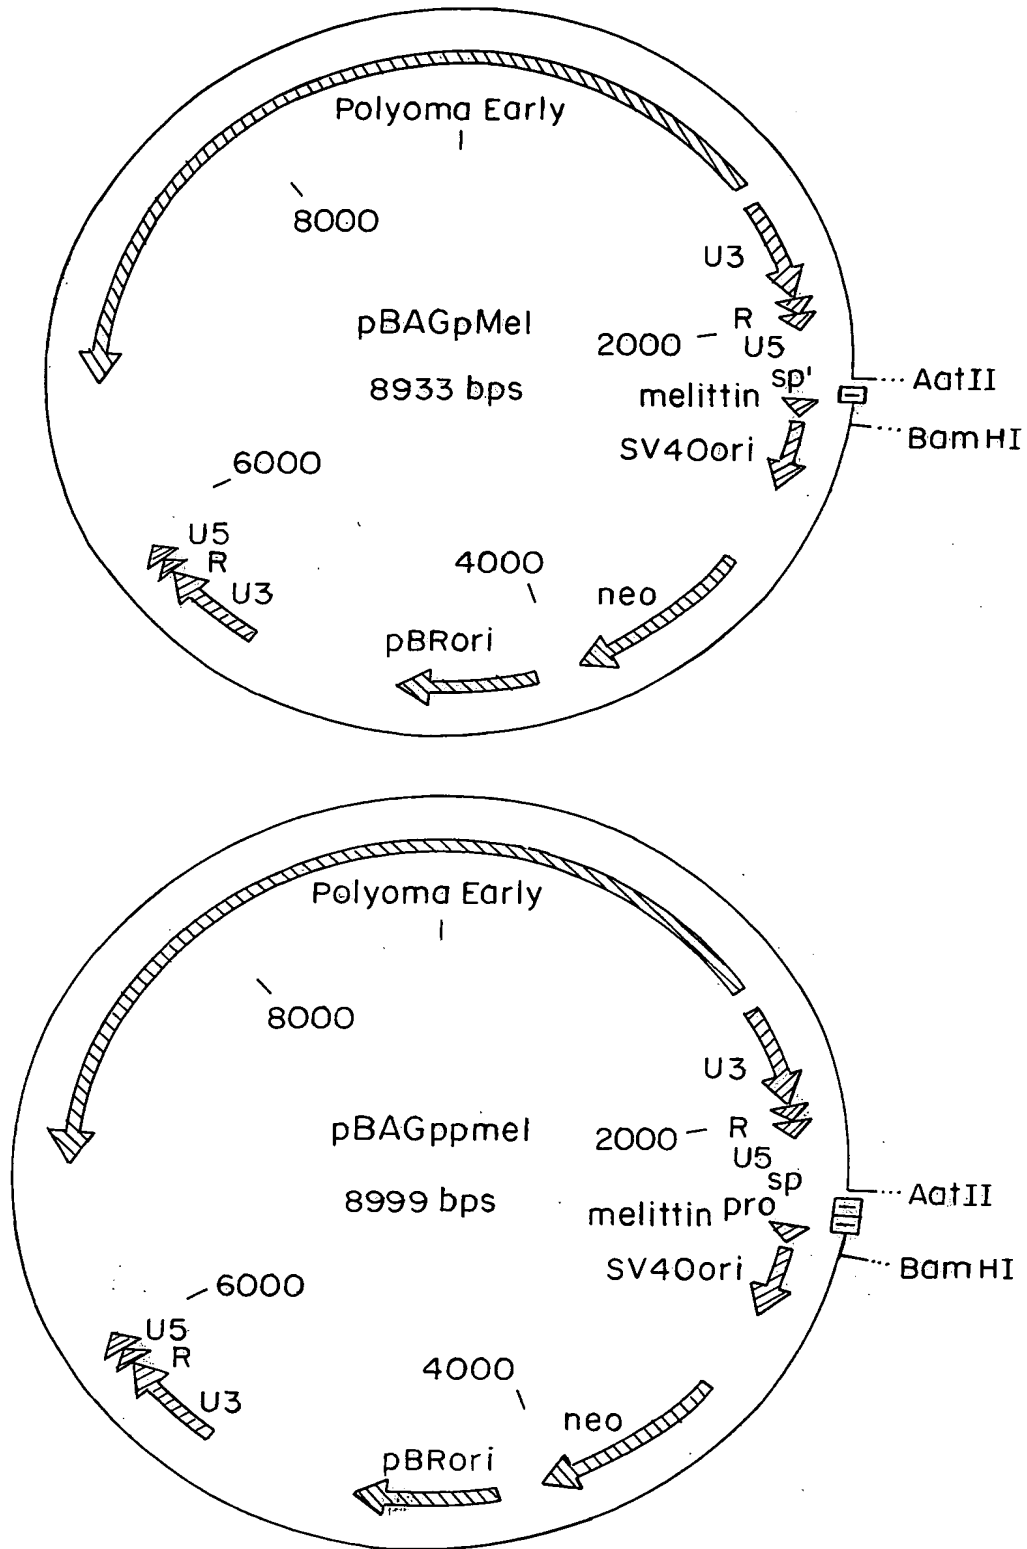 Polyoma Early
8000
U3
pBAGpMel
R
2000
U5
8933 bps
sp'
AatII
melittin
BamHI
SV40ori
6000
U5
R
U3
4000
neo
pBRori
Polyoma Early
8000
U3
pBAGppmel
R
2000
U5
sp
8999 bps
AatII
pro
melittin
SV40ori
BamHI
6000
U5
R
U3
4000
neo
pBRori